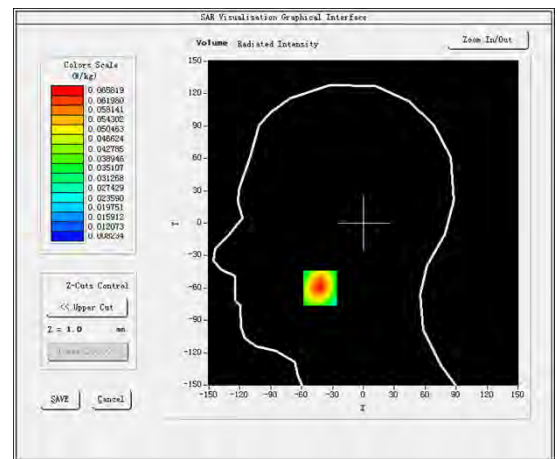 SAR Visualisation Graphical Interface
Volume Radiated Intensity
Zoom In/Out
Colors Scale
(W/kg)
0.065819
0.061980
0.058141
0.054302
0.050463
0.046624
0.042785
0.038946
0.035107
0.031268
0.027429
0.023590
0.019751
0.015912
0.012073
0.008234
Z-Cuts Control
<< Upper Cut
Z = 1.0 mm
SAVE
Cancel
150
120
90
60
30
0
-30
-60
-90
-120
-150
Y
-150 -120 -90 -60 -30 0 30 60 90 120 150
X